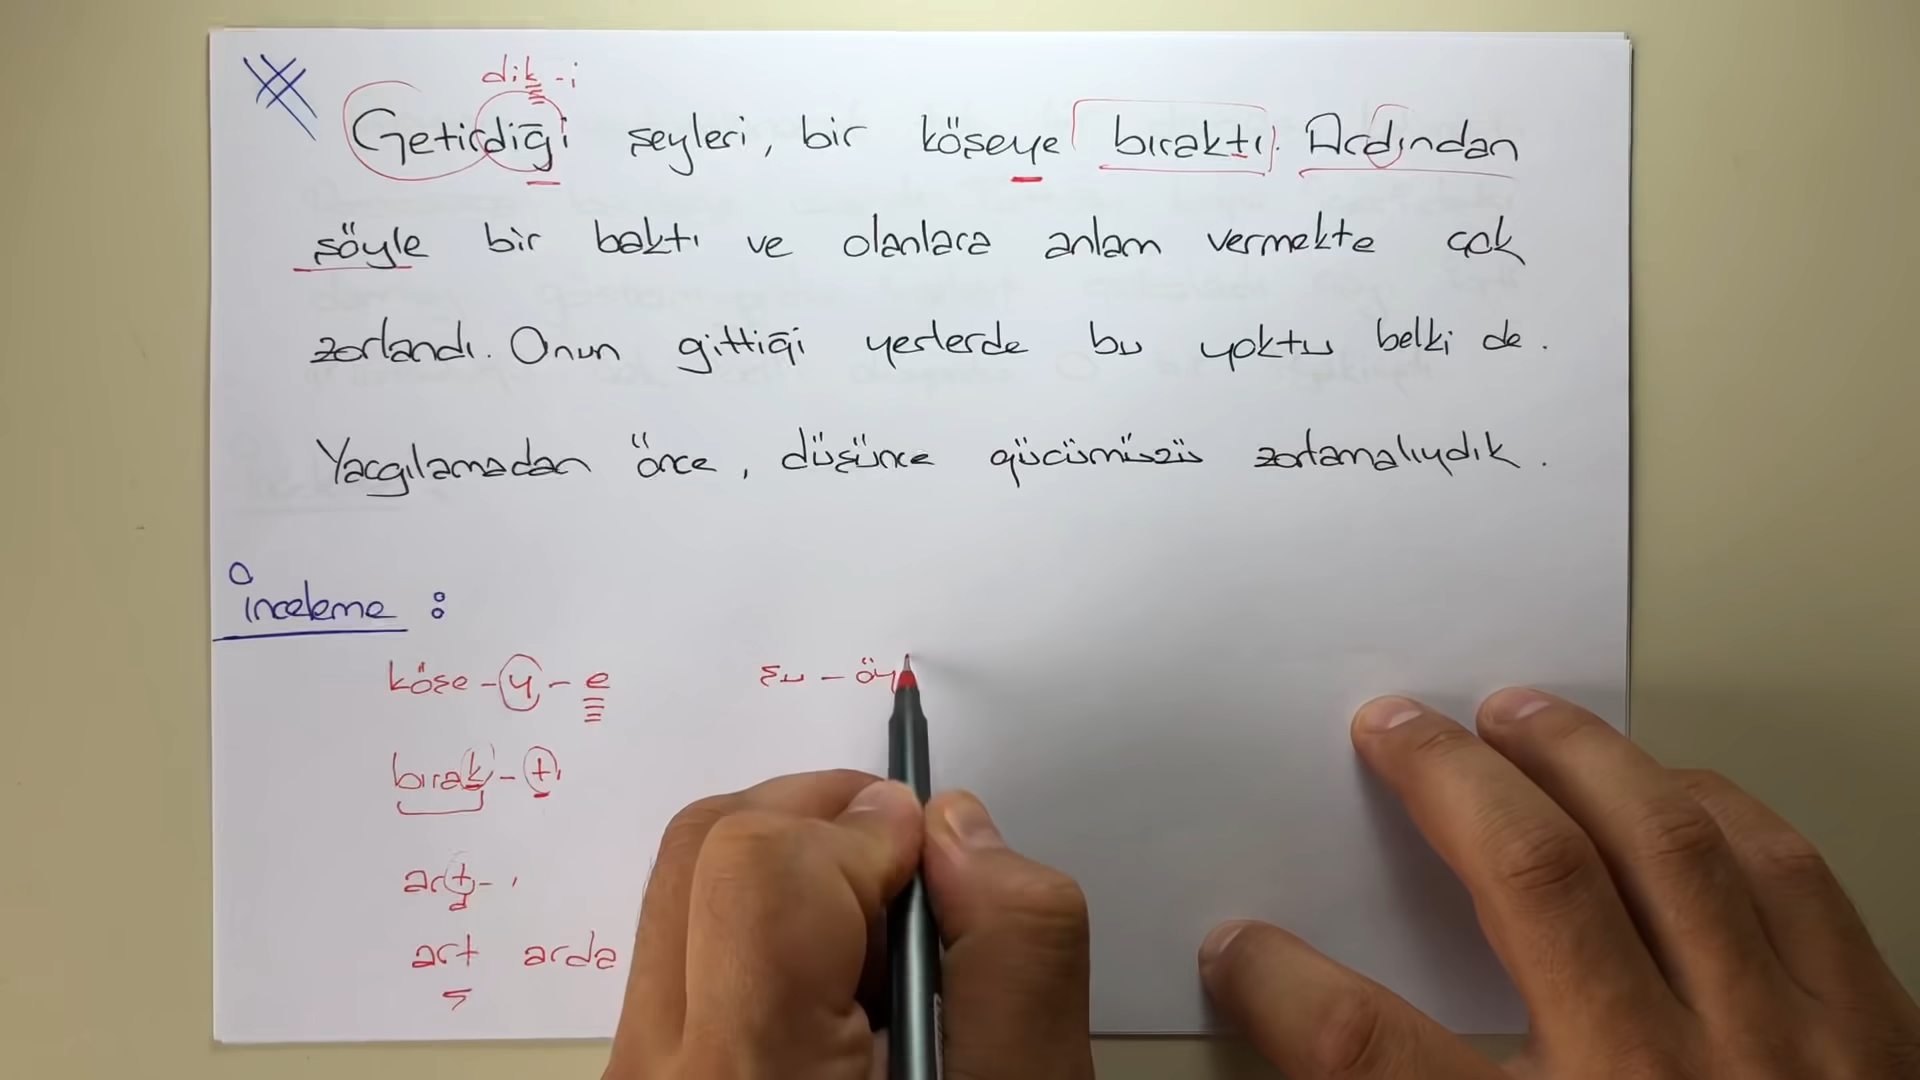 dik - i
Getirdiği şeyleri, bir köşeye bıraktı. Ardından
şöyle bir baktı ve olanlara anlam vermekte çok
zorlandı. Onun gittiği yerlerde bu yoktu belki de.
Yargılamadan önce, düşünce gücümüzü zorlamalıydık.
İnceleme :
köşe - y - e
şu - öy
bırak - tı
art - ı
d
art arda